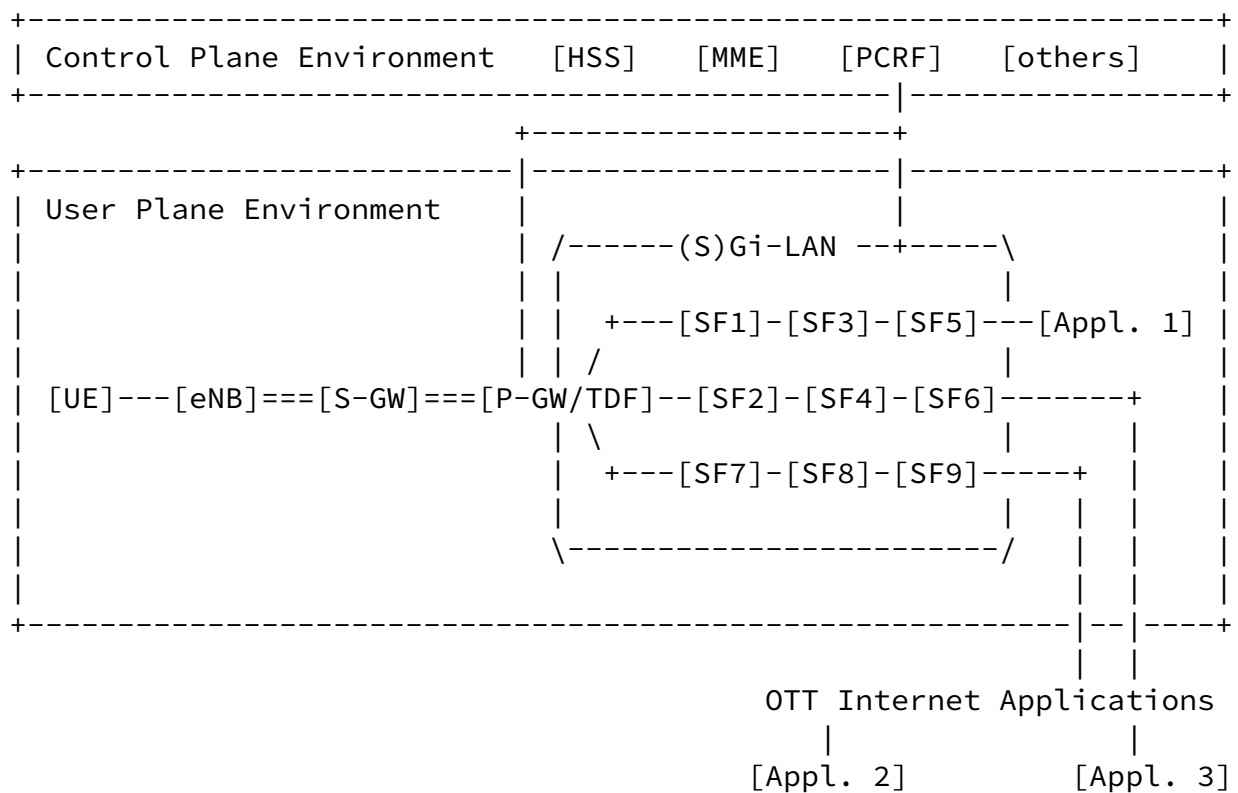 Control Plane Environment [HSS] [MME] [PCRF] [others]
User Plane Environment
(S)Gi-LAN
[SF1]-[SF3]-[SF5]---[Appl. 1]
[UE]---[eNB]===[S-GW]===[P-GW/TDF]--[SF2]-[SF4]-[SF6]
[SF7]-[SF8]-[SF9]
OTT Internet Applications
[Appl. 2] [Appl. 3]